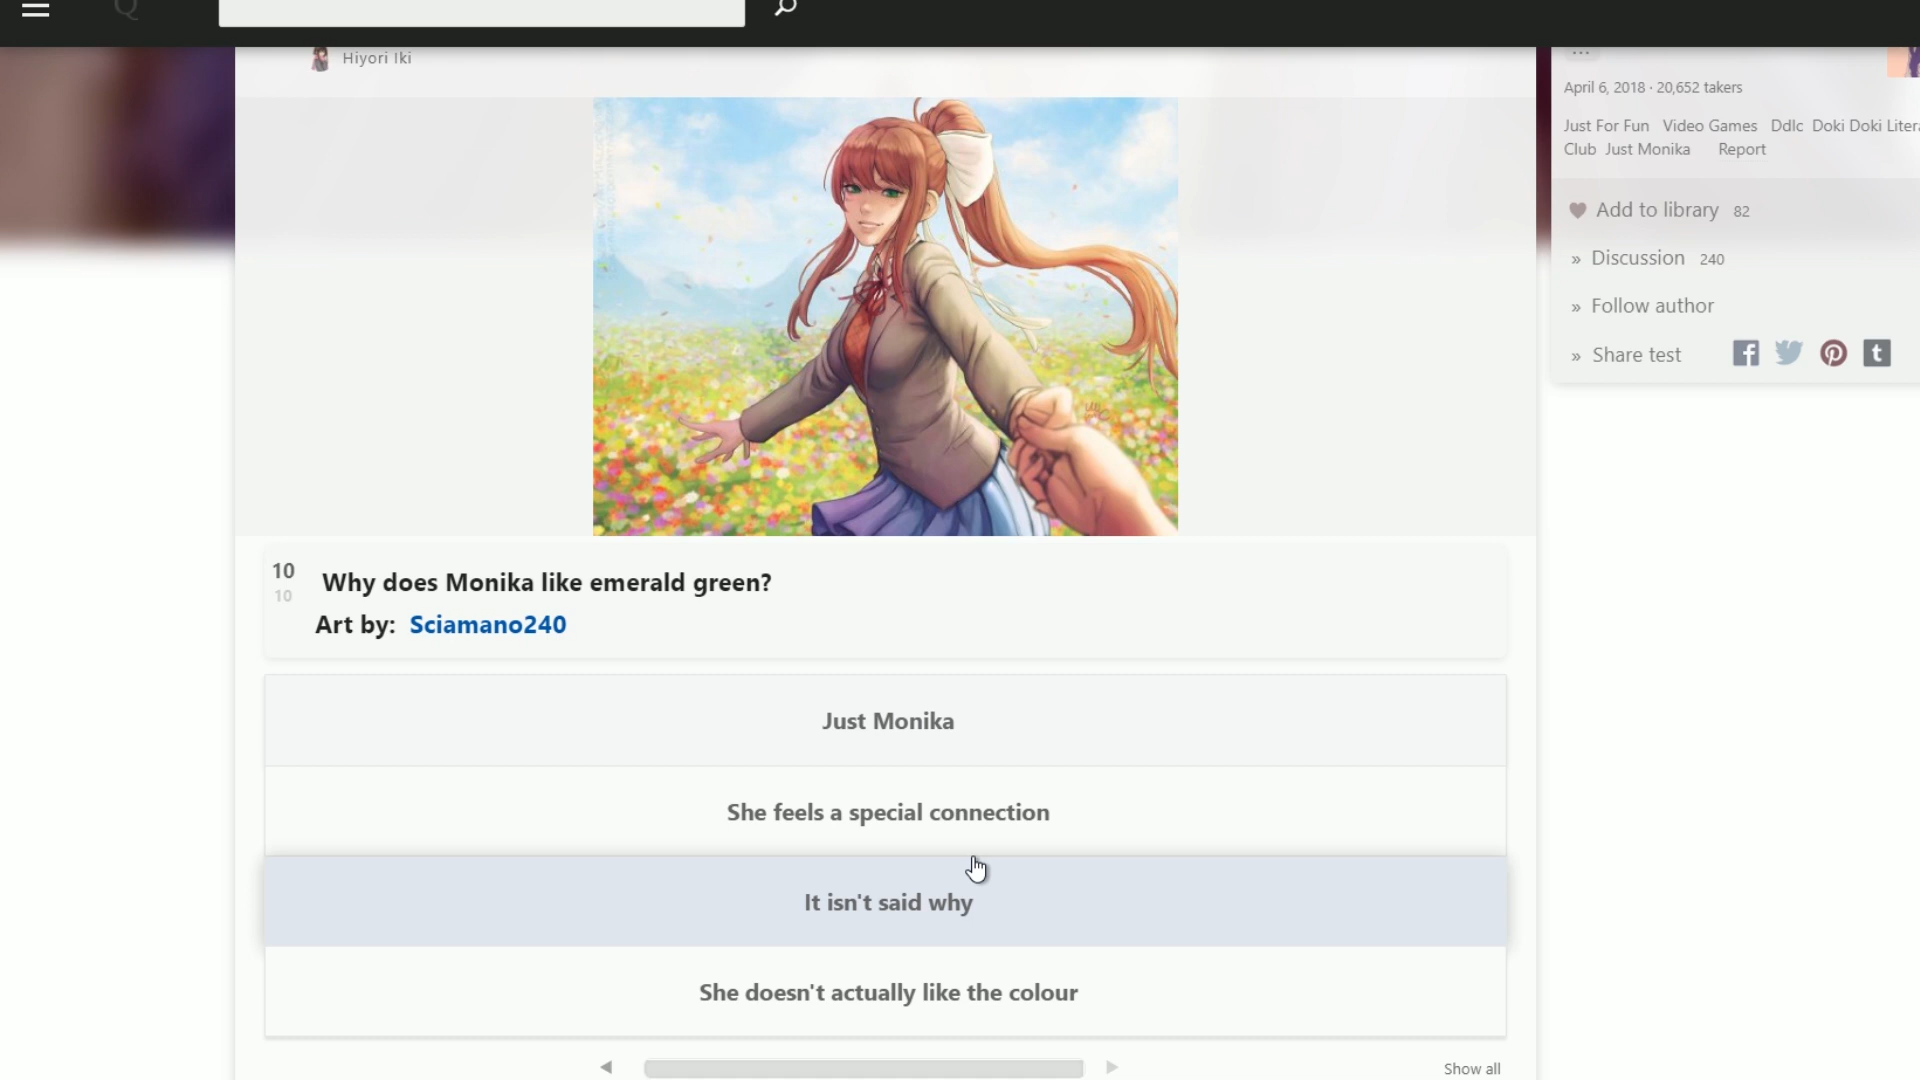 Hiyori Iki
April 6, 2018 · 20,652 takers
Just For Fun Video Games Ddlc Doki Doki Litera
Club Just Monika Report
Add to library 82
» Discussion 240
» Follow author
» Share test
10
10
Why does Monika like emerald green?
Art by: Sciamano240
Just Monika
She feels a special connection
It isn't said why
She doesn't actually like the colour
Show all